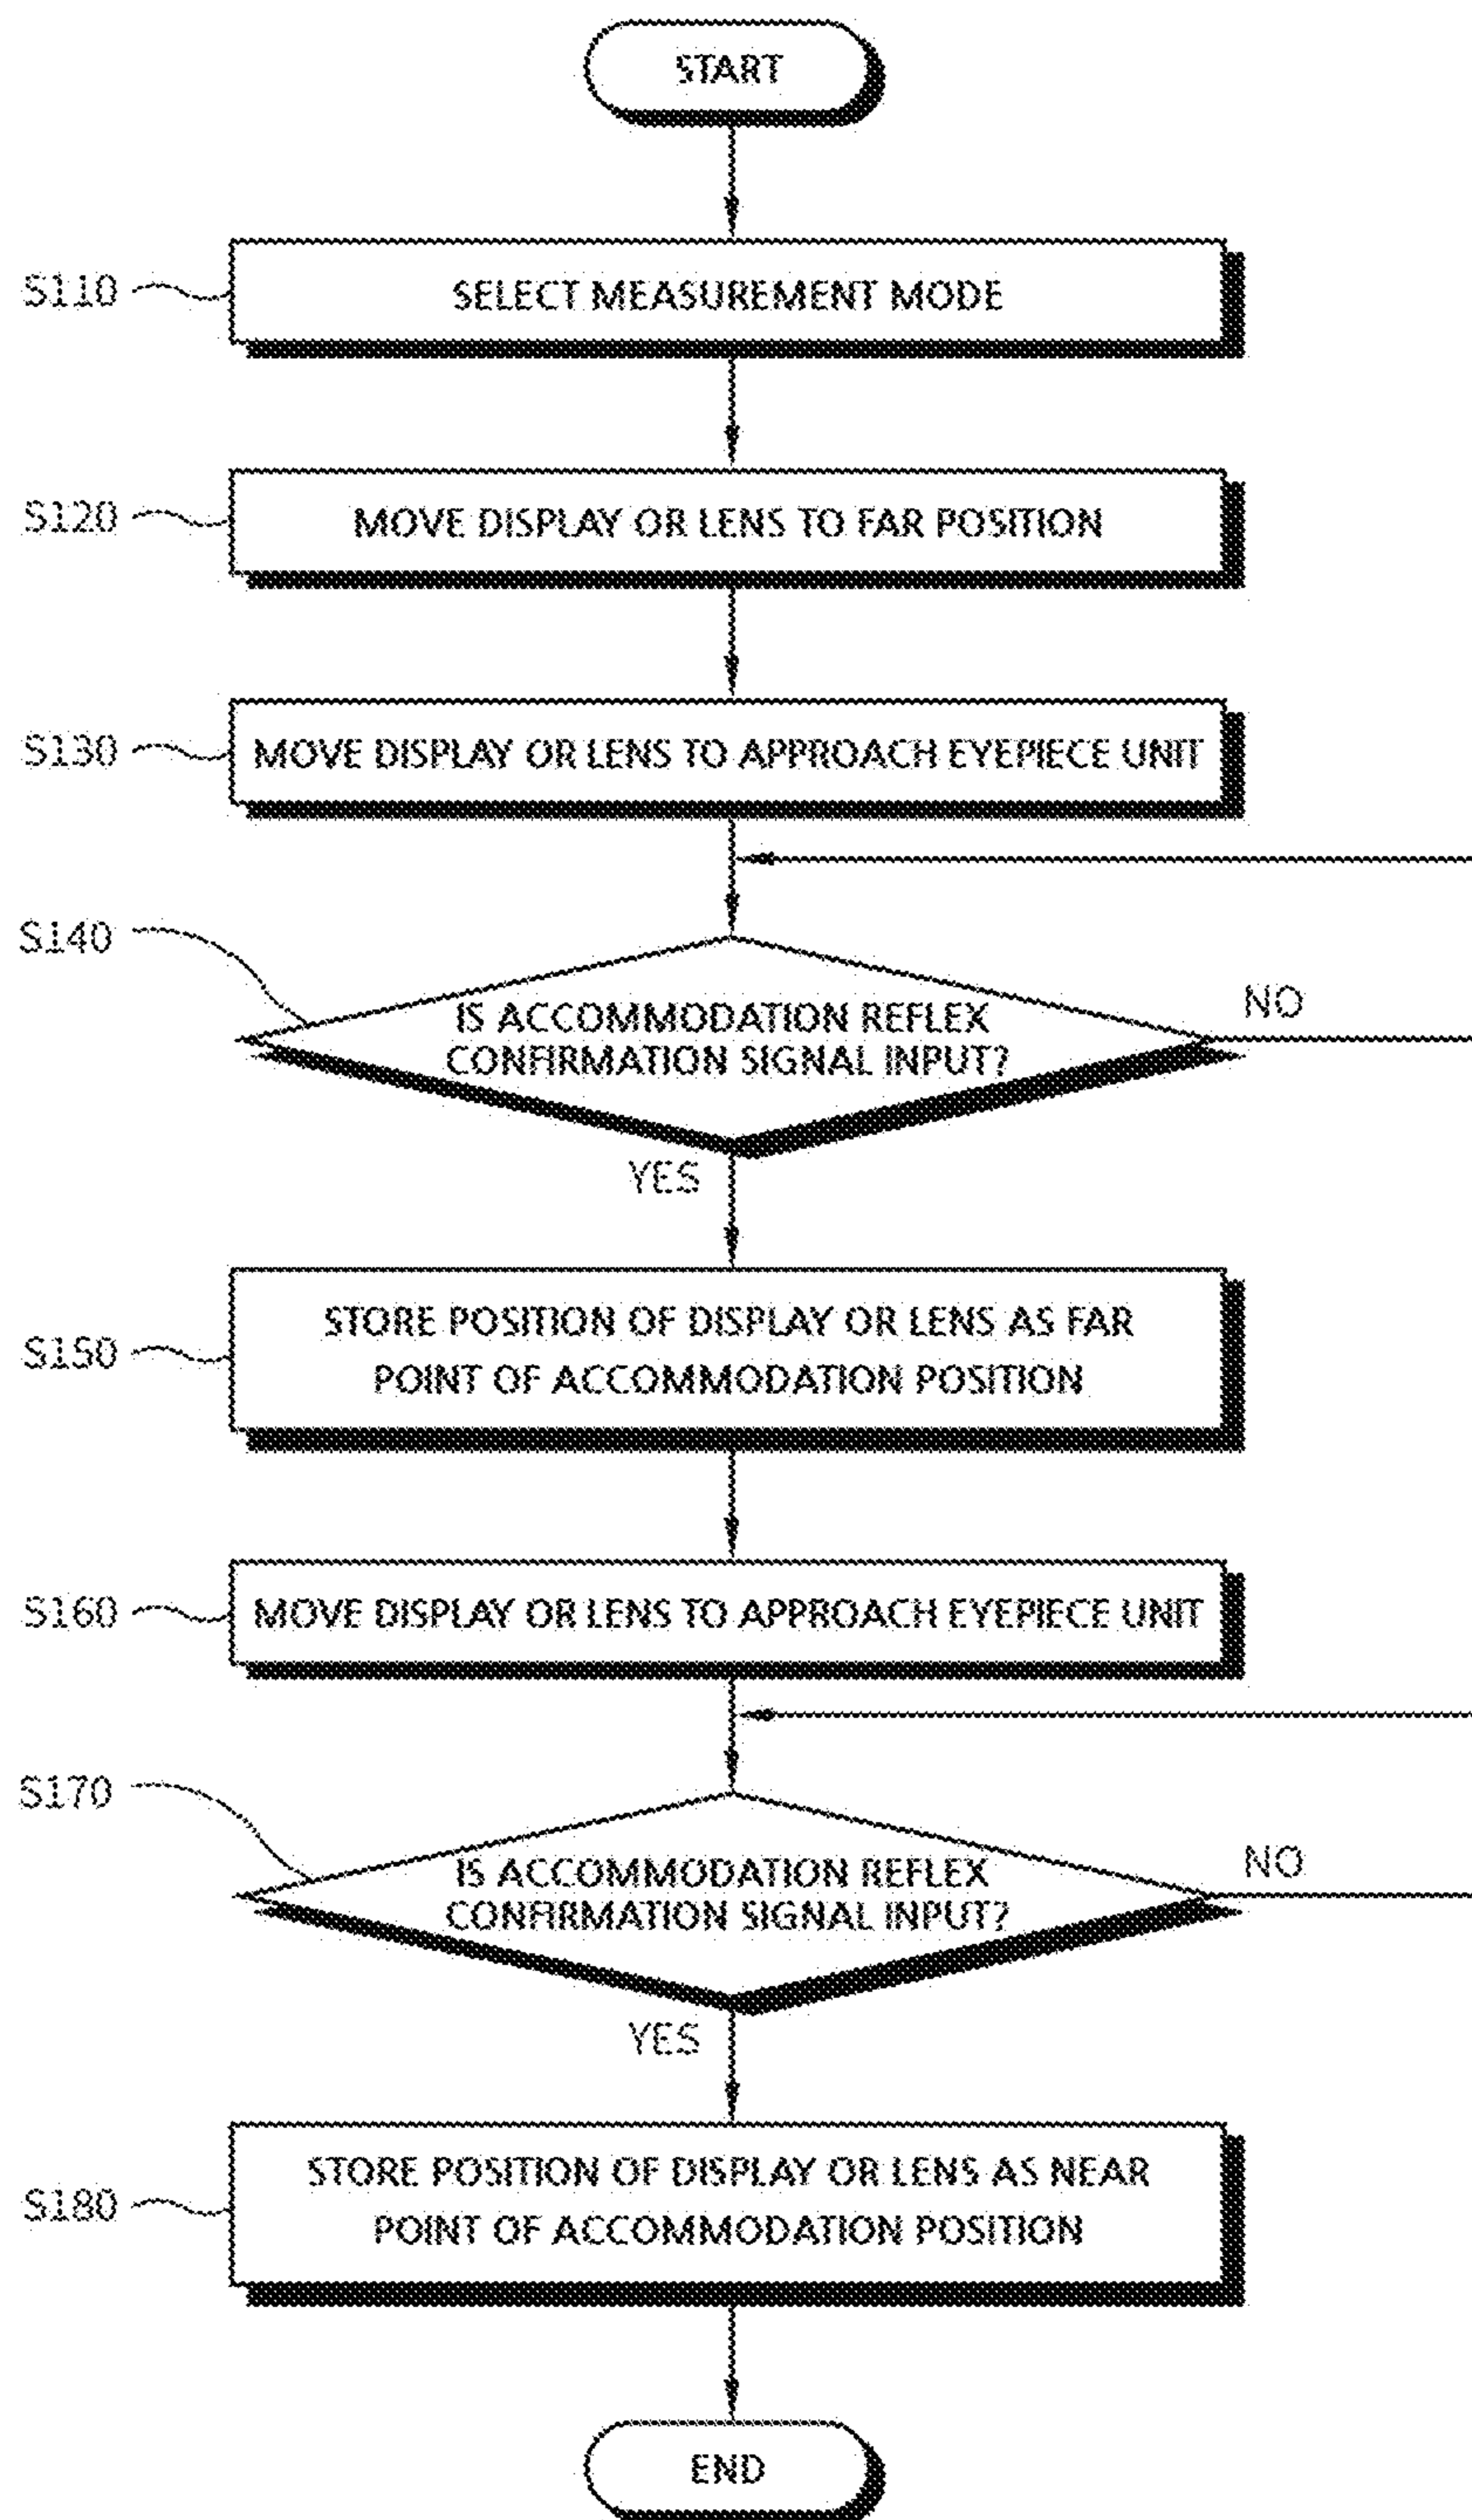 START
S110
SELECT MEASUREMENT MODE
S120
MOVE DISPLAY OR LENS TO FAR POSITION
S130
MOVE DISPLAY OR LENS TO APPROACH EYEPIECE UNIT
S140
IS ACCOMMODATION REFLEX
CONFIRMATION SIGNAL INPUT?
NO
YES
S150
STORE POSITION OF DISPLAY OR LENS AS FAR
POINT OF ACCOMMODATION POSITION
S160
MOVE DISPLAY OR LENS TO APPROACH EYEPIECE UNIT
S170
IS ACCOMMODATION REFLEX
CONFIRMATION SIGNAL INPUT?
NO
YES
S180
STORE POSITION OF DISPLAY OR LENS AS NEAR
POINT OF ACCOMMODATION POSITION
END